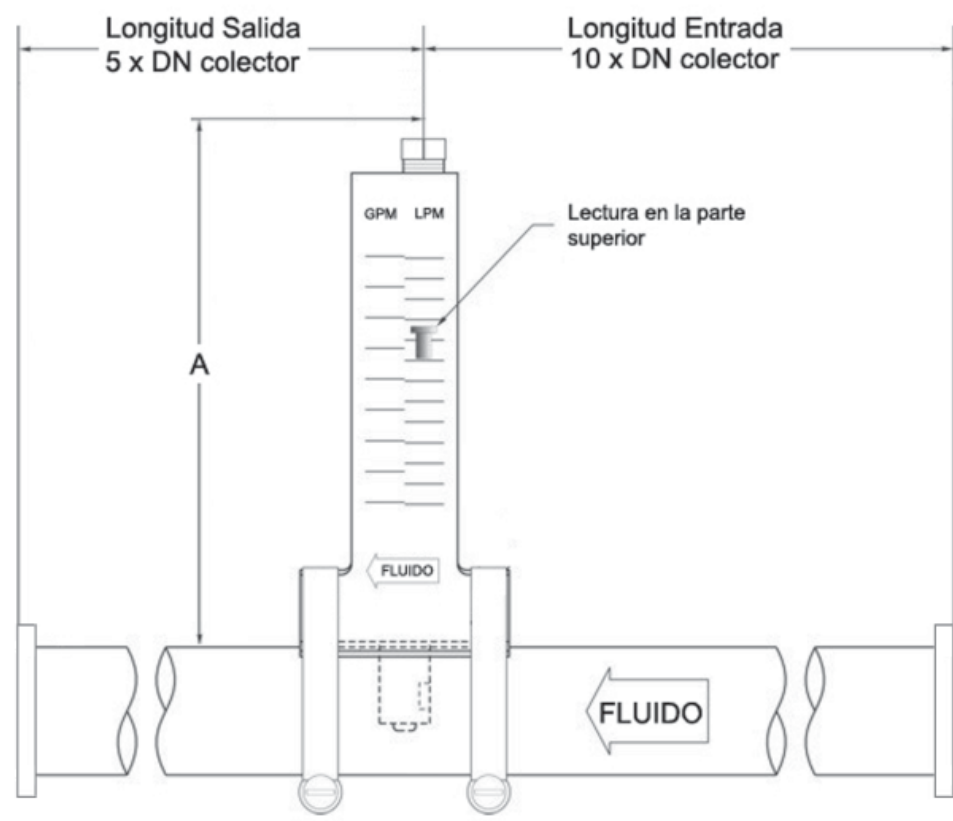 Longitud Salida
5 x DN colector
Longitud Entrada
10 x DN colector
GPM LPM
Lectura en la parte
superior
A
FLUIDO
FLUIDO